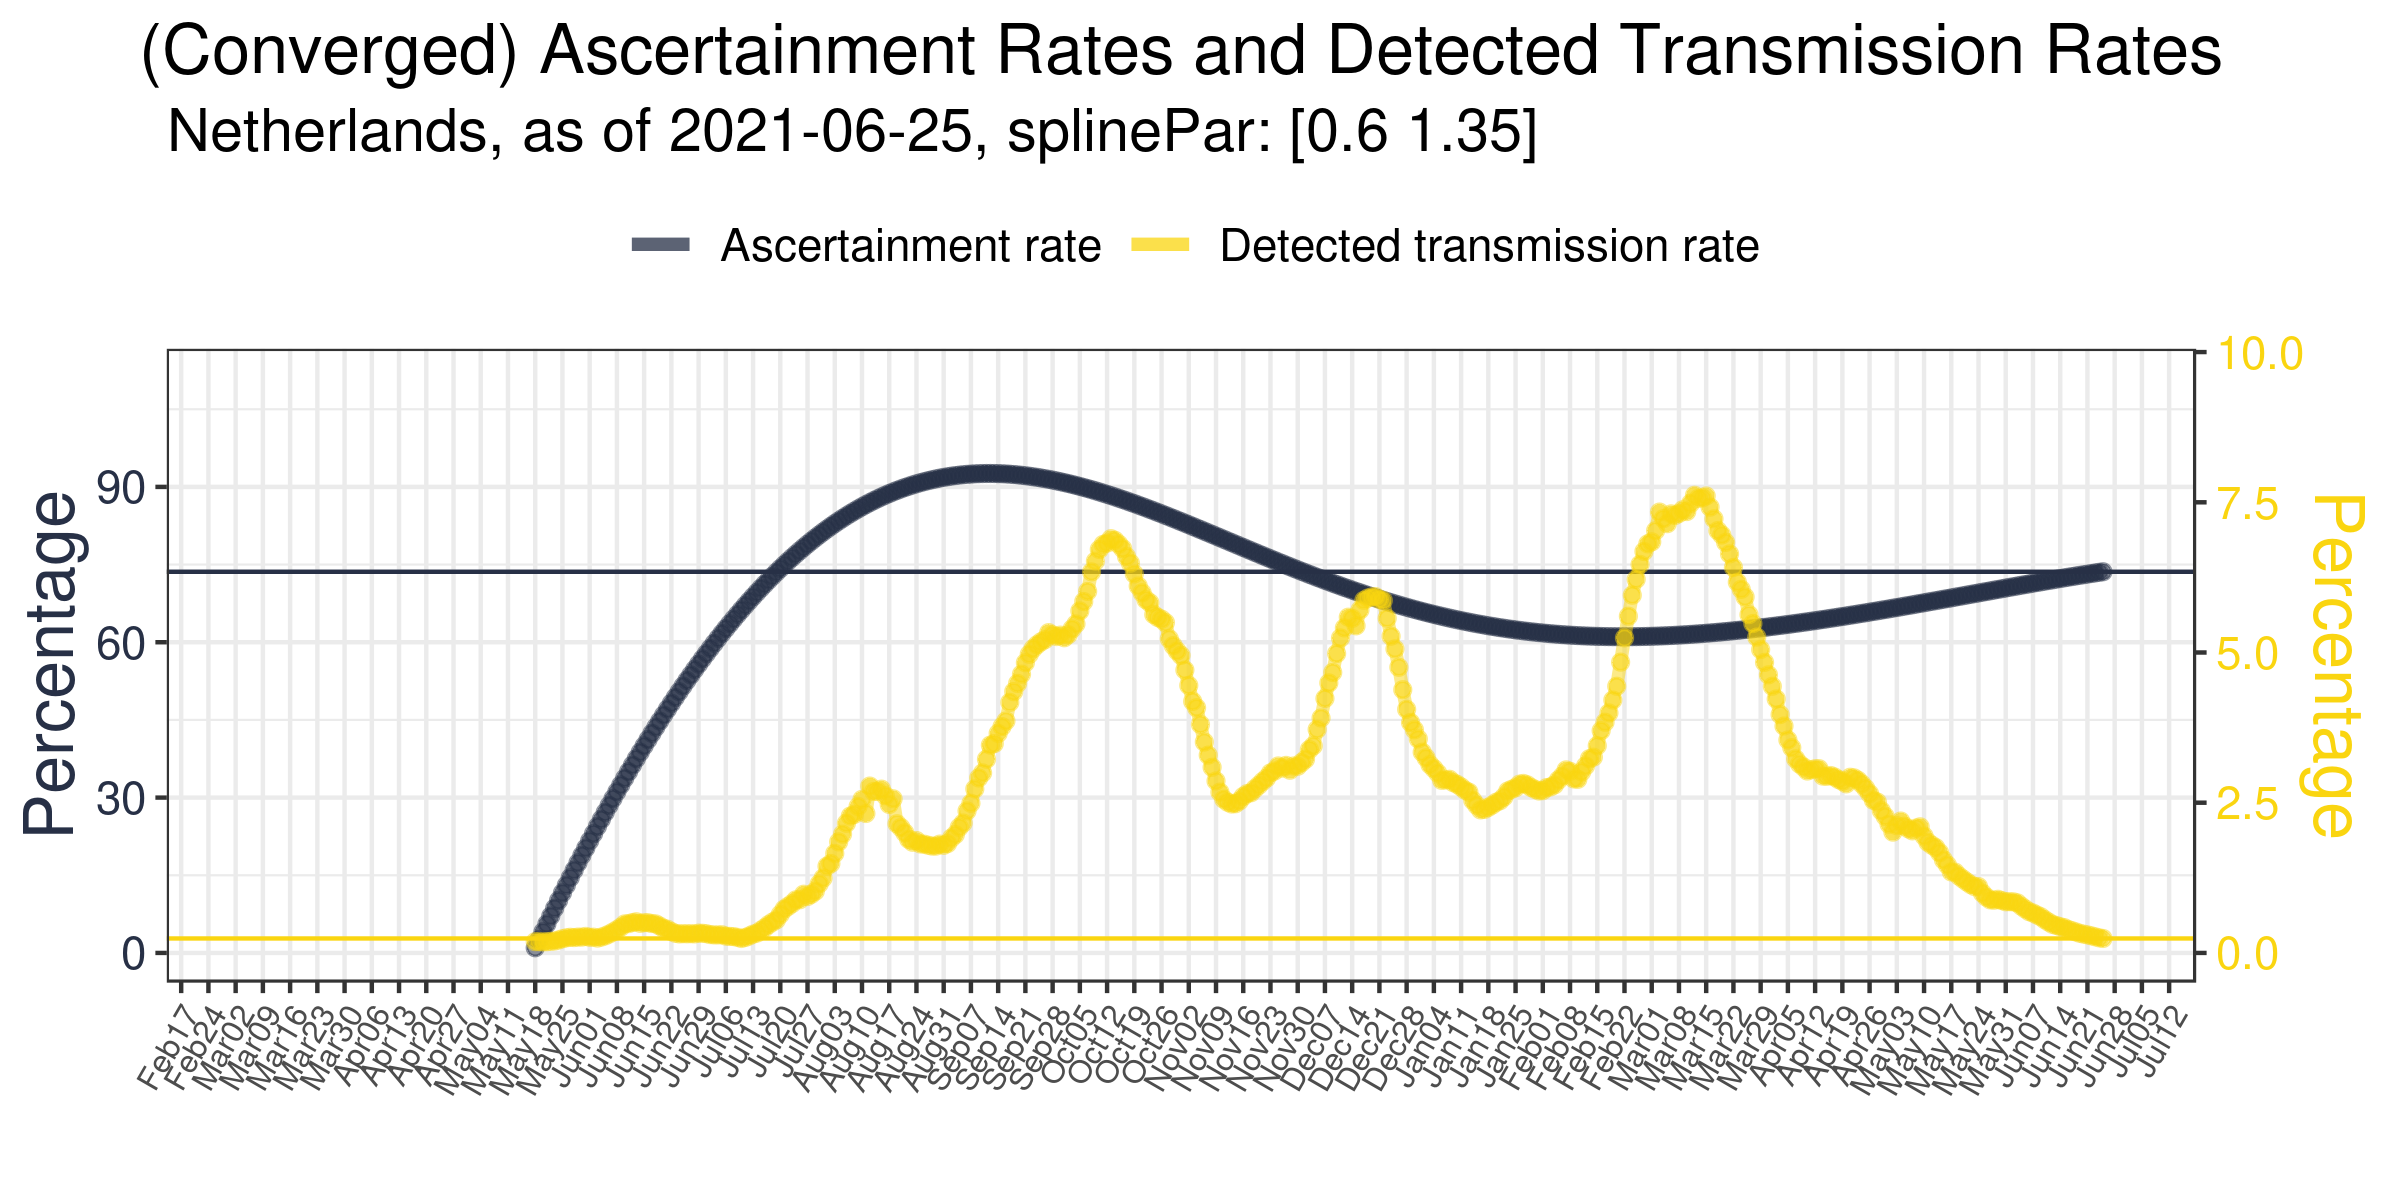 (Converged) Ascertainment Rates and Detected Transmission Rates
Netherlands, as of 2021-06-25, splinePar: [0.6 1.35]
Ascertainment rate
Detected transmission rate
Percentage
90
60
30
0
10.0
7.5
5.0
2.5
0.0
Percentage
Feb17
Feb24
Mar02
Mar09
Mar16
Mar23
Mar30
Apr06
Apr13
Apr20
Apr27
May04
May11
May18
May25
Jun01
Jun08
Jun15
Jun22
Jun29
Jul06
Jul13
Jul20
Jul27
Aug03
Aug10
Aug17
Aug24
Aug31
Sep07
Sep14
Sep21
Sep28
Oct05
Oct12
Oct19
Oct26
Nov02
Nov09
Nov16
Nov23
Nov30
Dec07
Dec14
Dec21
Dec28
Jan04
Jan11
Jan18
Jan25
Feb01
Feb08
Feb15
Feb22
Mar01
Mar08
Mar15
Mar22
Mar29
Apr05
Apr12
Apr19
Apr26
May03
May10
May17
May24
May31
Jun07
Jun14
Jun21
Jun28
Jul05
Jul12